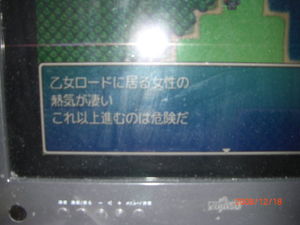 乙女ロードに居る女性の
熱気が凄い
これ以上進むのは危険だ